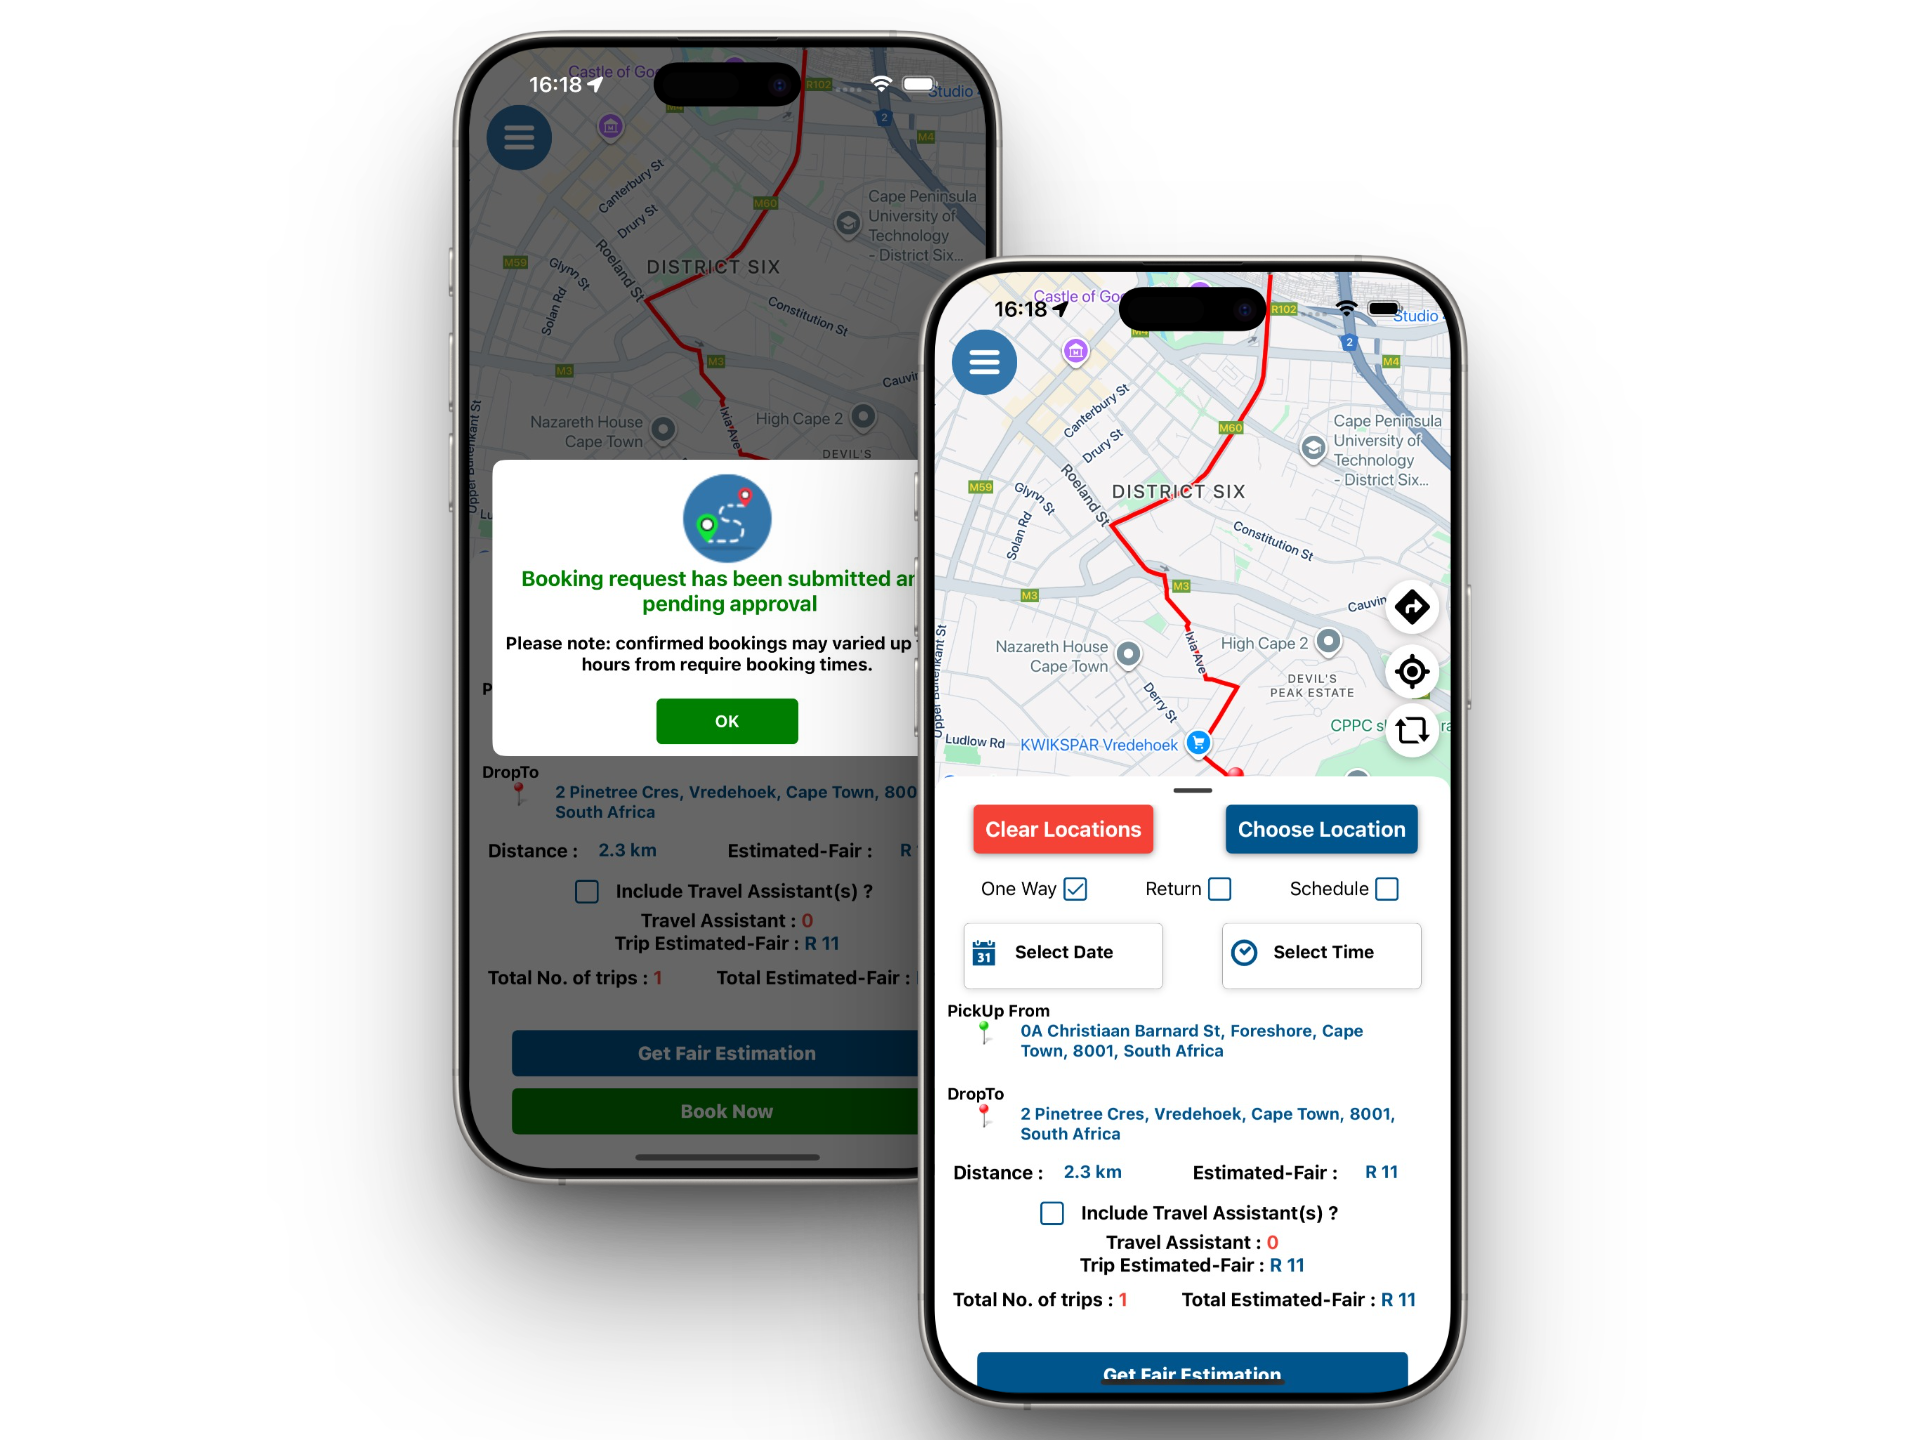 16:18
Castle of Go
R102
Studio
M4
2
M4
Canterbury St
Drury St
M60
Cape Peninsula
University of
Technology
- District Six...
Roeland St
DISTRICT SIX
M59
Glynn St
Solan Rd
Constitution St
M3
M3
Cauvin
Ixia Ave
Nazareth House
Cape Town
High Cape 2
DEVIL'S
Upper Buitenkant St
Lu
Booking request has been submitted an
pending approval
Please note: confirmed bookings may varied up
hours from require booking times.
OK
P
DropTo
2 Pinetree Cres, Vredehoek, Cape Town, 800
South Africa
Distance : 2.3 km Estimated-Fair : R
Include Travel Assistant(s) ?
Travel Assistant : 0
Trip Estimated-Fair : R 11
Total No. of trips : 1 Total Estimated-Fair :
Get Fair Estimation
Book Now
16:18
Castle of Go
R102
Studio
M4
2
M4
Canterbury St
Drury St
M60
Cape Peninsula
University of
Technology
- District Six...
Roeland St
DISTRICT SIX
M59
Glynn St
Solan Rd
Constitution St
M3
M3
Cauvin
Ixia Ave
Nazareth House
Cape Town
High Cape 2
DEVIL'S
PEAK ESTATE
Derry St
Upper Buitenkant St
CPPC s
ra
Ludlow Rd
KWIKSPAR Vredehoek
Clear Locations
Choose Location
One Way Return Schedule
31 Select Date
Select Time
PickUp From
0A Christiaan Barnard St, Foreshore, Cape
Town, 8001, South Africa
DropTo
2 Pinetree Cres, Vredehoek, Cape Town, 8001,
South Africa
Distance : 2.3 km Estimated-Fair : R 11
Include Travel Assistant(s) ?
Travel Assistant : 0
Trip Estimated-Fair : R 11
Total No. of trips : 1 Total Estimated-Fair : R 11
Get Fair Estimation